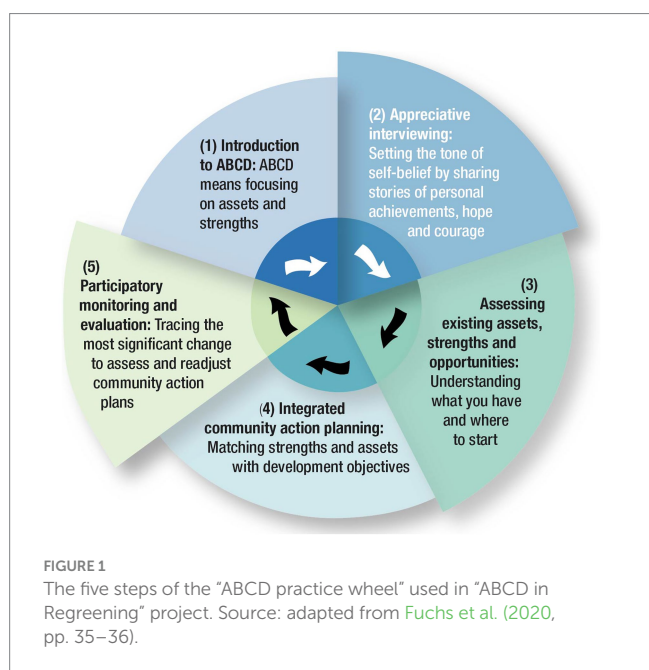 (1) Introduction
to ABCD: ABCD
means focusing
on assets and
strengths
(2) Appreciative
interviewing:
Setting the tone of
self-belief by sharing
stories of personal
achievements, hope
and courage
(3)
Assessing
existing assets,
strengths and
opportunities:
Understanding
what you have
and where
to start
(4) Integrated
community action planning:
Matching strengths and assets
with development objectives
(5)
Participatory
monitoring and
evaluation: Tracing the
most significant change
to assess and readjust
community action
plans
FIGURE 1
The five steps of the “ABCD practice wheel” used in “ABCD in
Regreening” project. Source: adapted from Fuchs et al. (2020,
pp. 35–36).